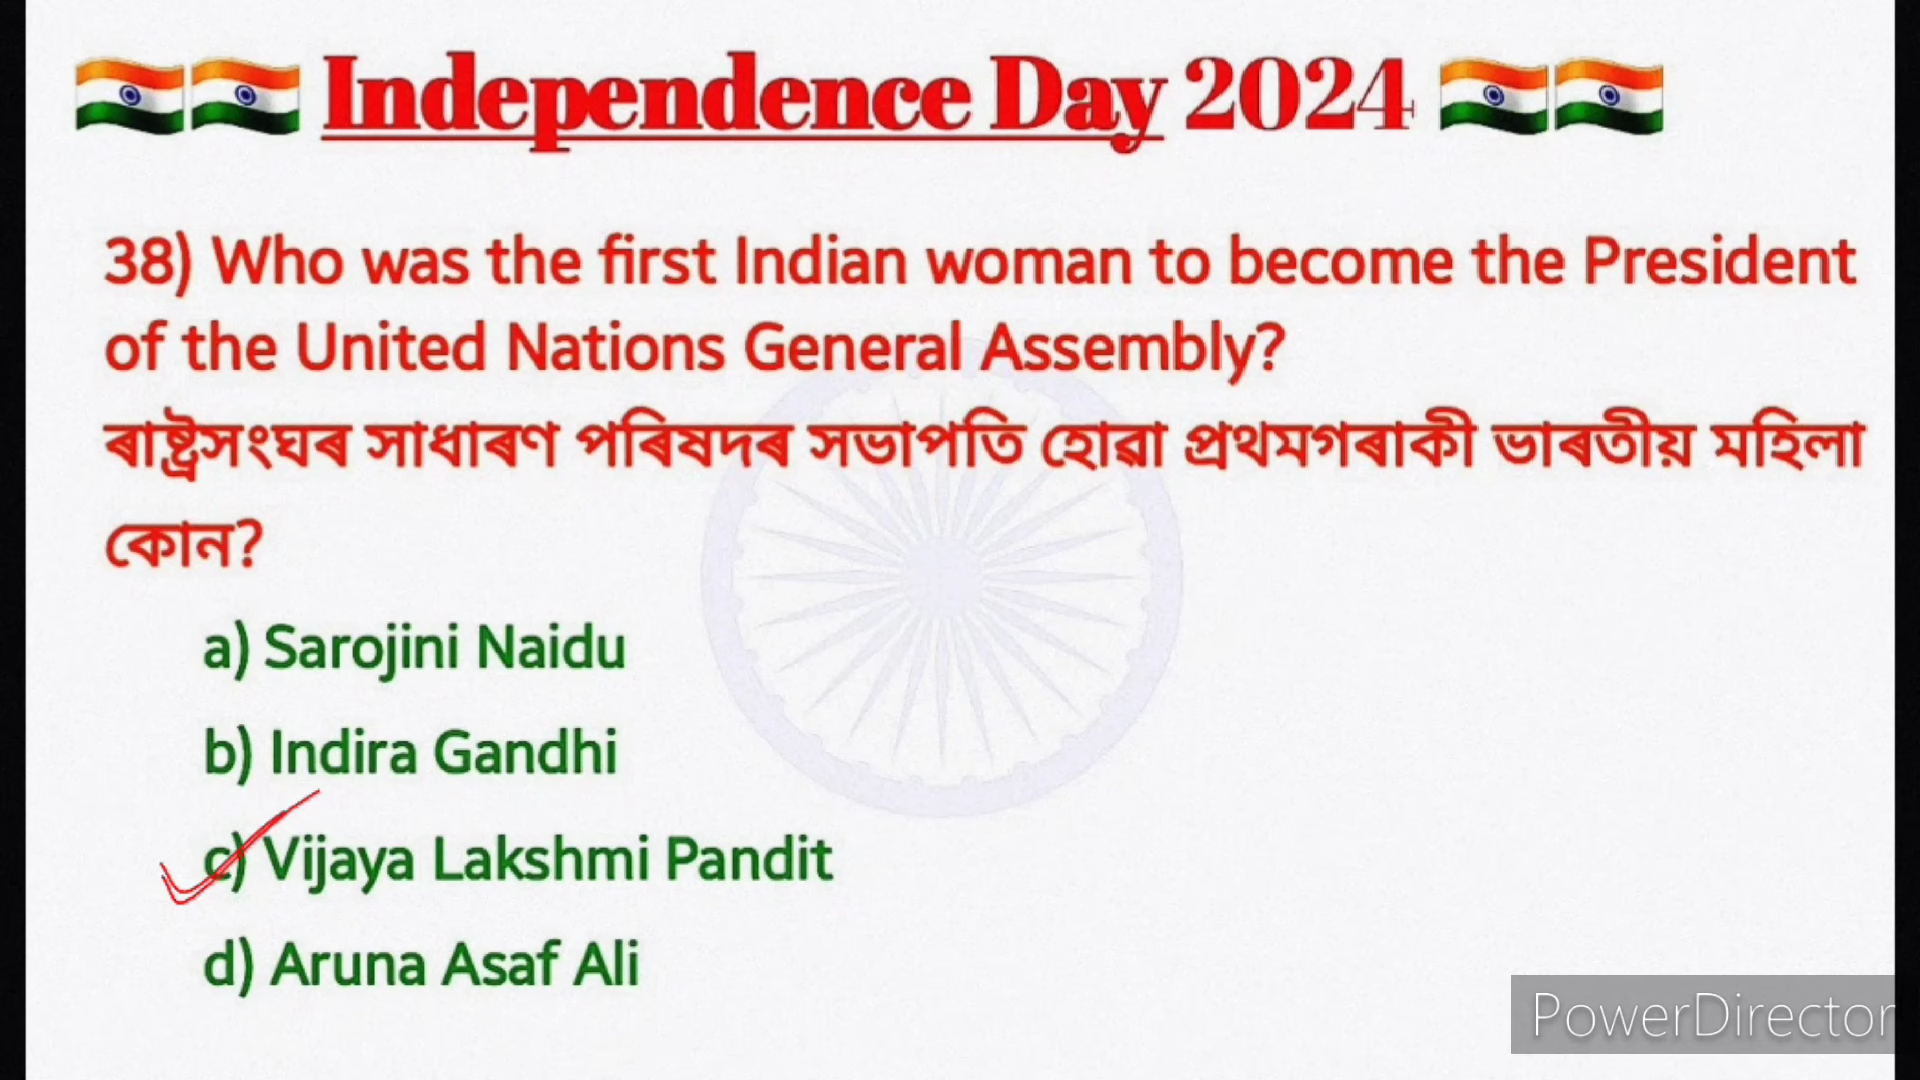 🇮🇳🇮🇳 Independence Day 2024 🇮🇳🇮🇳
38) Who was the first Indian woman to become the President
of the United Nations General Assembly?
ৰাষ্ট্ৰসংঘৰ সাধাৰণ পৰিষদৰ সভাপতি হোৱা প্ৰথমগৰাকী ভাৰতীয় মহিলা
কোন?
a) Sarojini Naidu
b) Indira Gandhi
c) Vijaya Lakshmi Pandit
d) Aruna Asaf Ali
PowerDirector